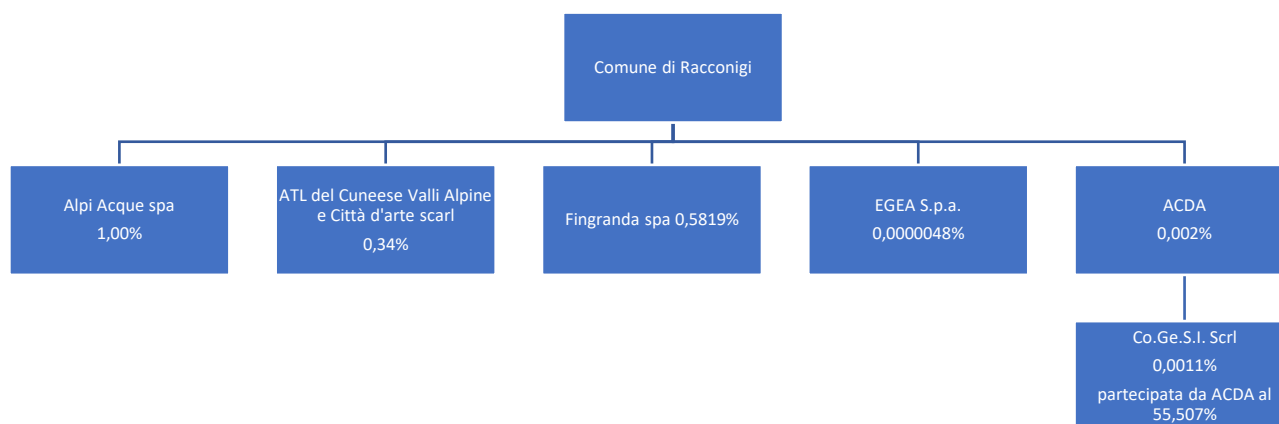 Comune di Racconigi
Alpi Acque spa
1,00%
ATL del Cuneese Valli Alpine
e Città d'arte scarl
0,34%
Fingranda spa 0,5819%
EGEA S.p.a.
0,0000048%
ACDA
0,002%
Co.Ge.S.I. Scrl
0,0011%
partecipata da ACDA al
55,507%